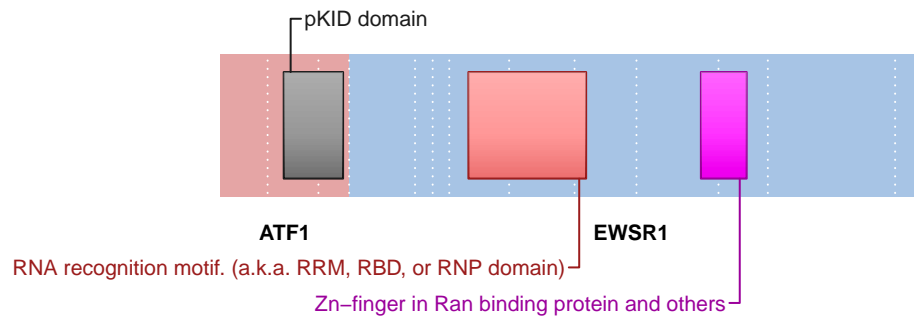 pKID domain
ATF1
EWSR1
RNA recognition motif. (a.k.a. RRM, RBD, or RNP domain)
Zn−finger in Ran binding protein and others